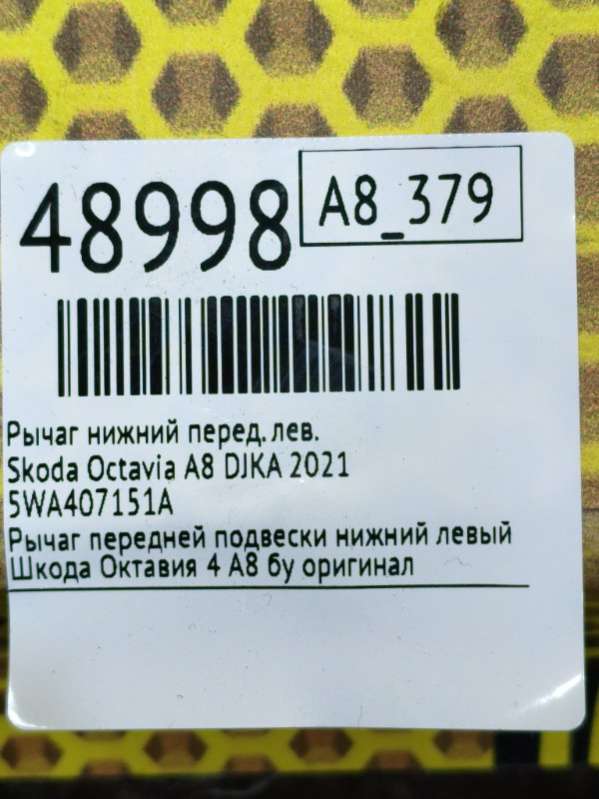 48998
A8_379
Рычаг нижний перед. лев.
Skoda Octavia A8 DJKA 2021
5WA407151A
Рычаг передней подвески нижний левый
Шкода Октавия 4 А8 бу оригинал